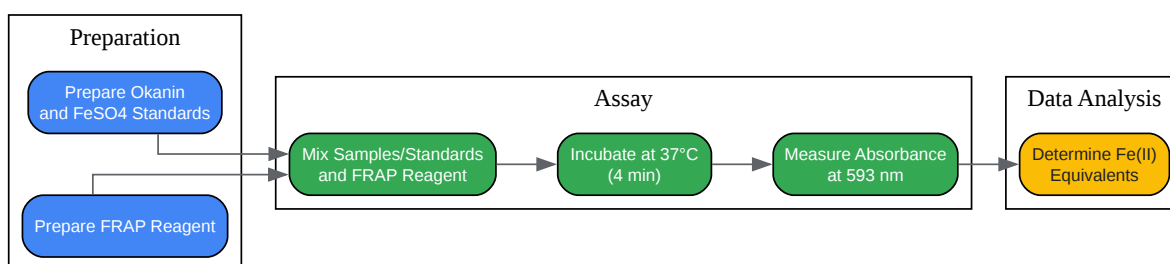 Preparation
Prepare Okanin
and FeSO4 Standards
Prepare FRAP Reagent
Assay
Mix Samples/Standards
and FRAP Reagent
Incubate at 37°C
(4 min)
Measure Absorbance
at 593 nm
Data Analysis
Determine Fe(II)
Equivalents